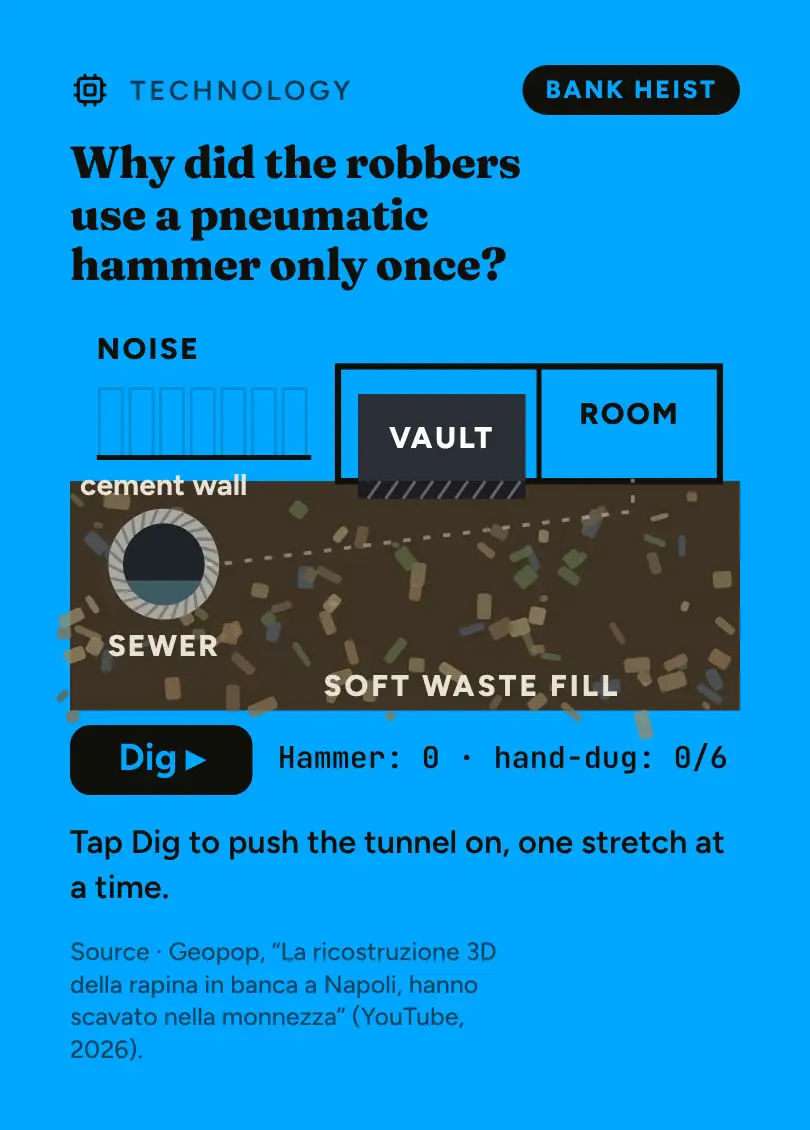 TECHNOLOGY
BANK HEIST
Why did the robbers
use a pneumatic
hammer only once?
NOISE
VAULT
ROOM
cement wall
SEWER
SOFT WASTE FILL
Dig ▶
Hammer: 0 · hand-dug: 0/6
Tap Dig to push the tunnel on, one stretch at
a time.
Source · Geopop, “La ricostruzione 3D
della rapina in banca a Napoli, hanno
scavato nella monnezza” (YouTube,
2026).